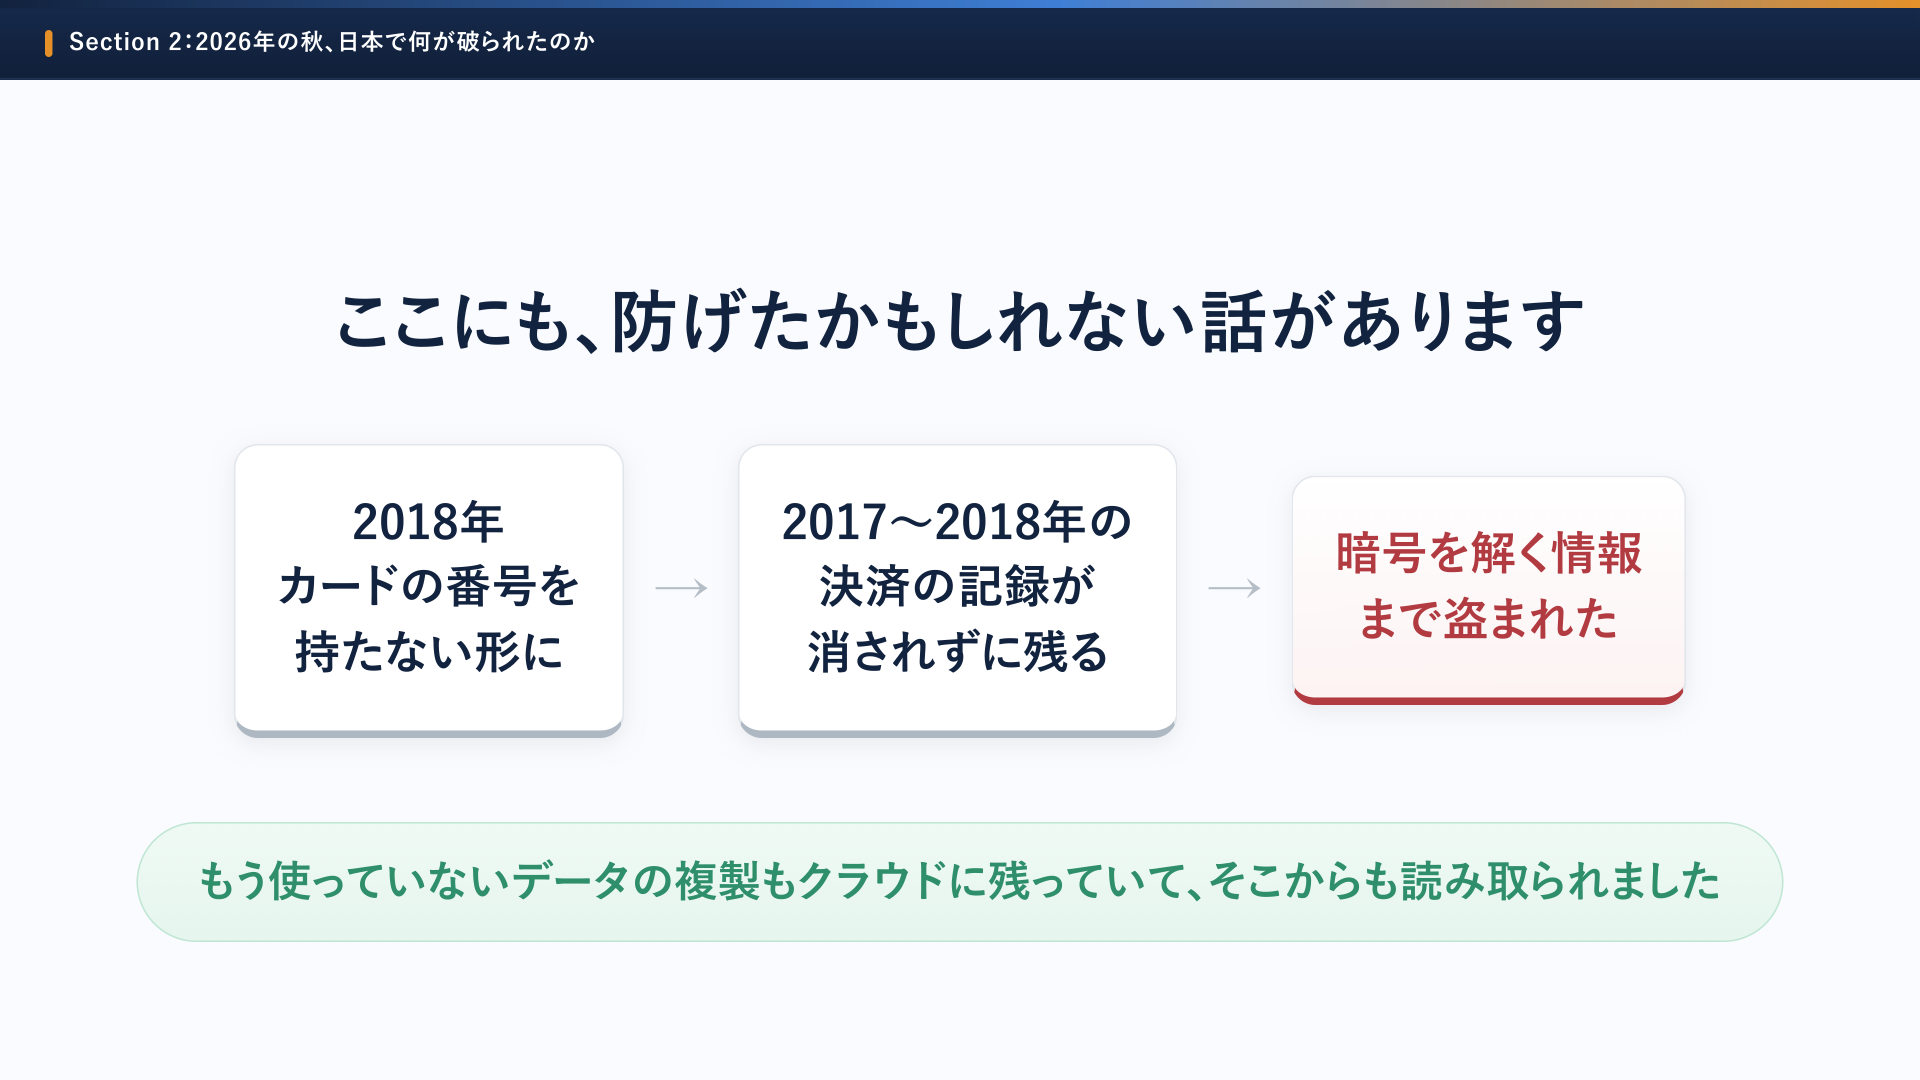 Section 2：2026年の秋、日本で何が破られたのか
ここにも、防げたかもしれない話があります
2018年
カードの番号を
持たない形に
→
2017〜2018年の
決済の記録が
消されずに残る
→
暗号を解く情報
まで盗まれた
もう使っていないデータの複製もクラウドに残っていて、そこからも読み取られました